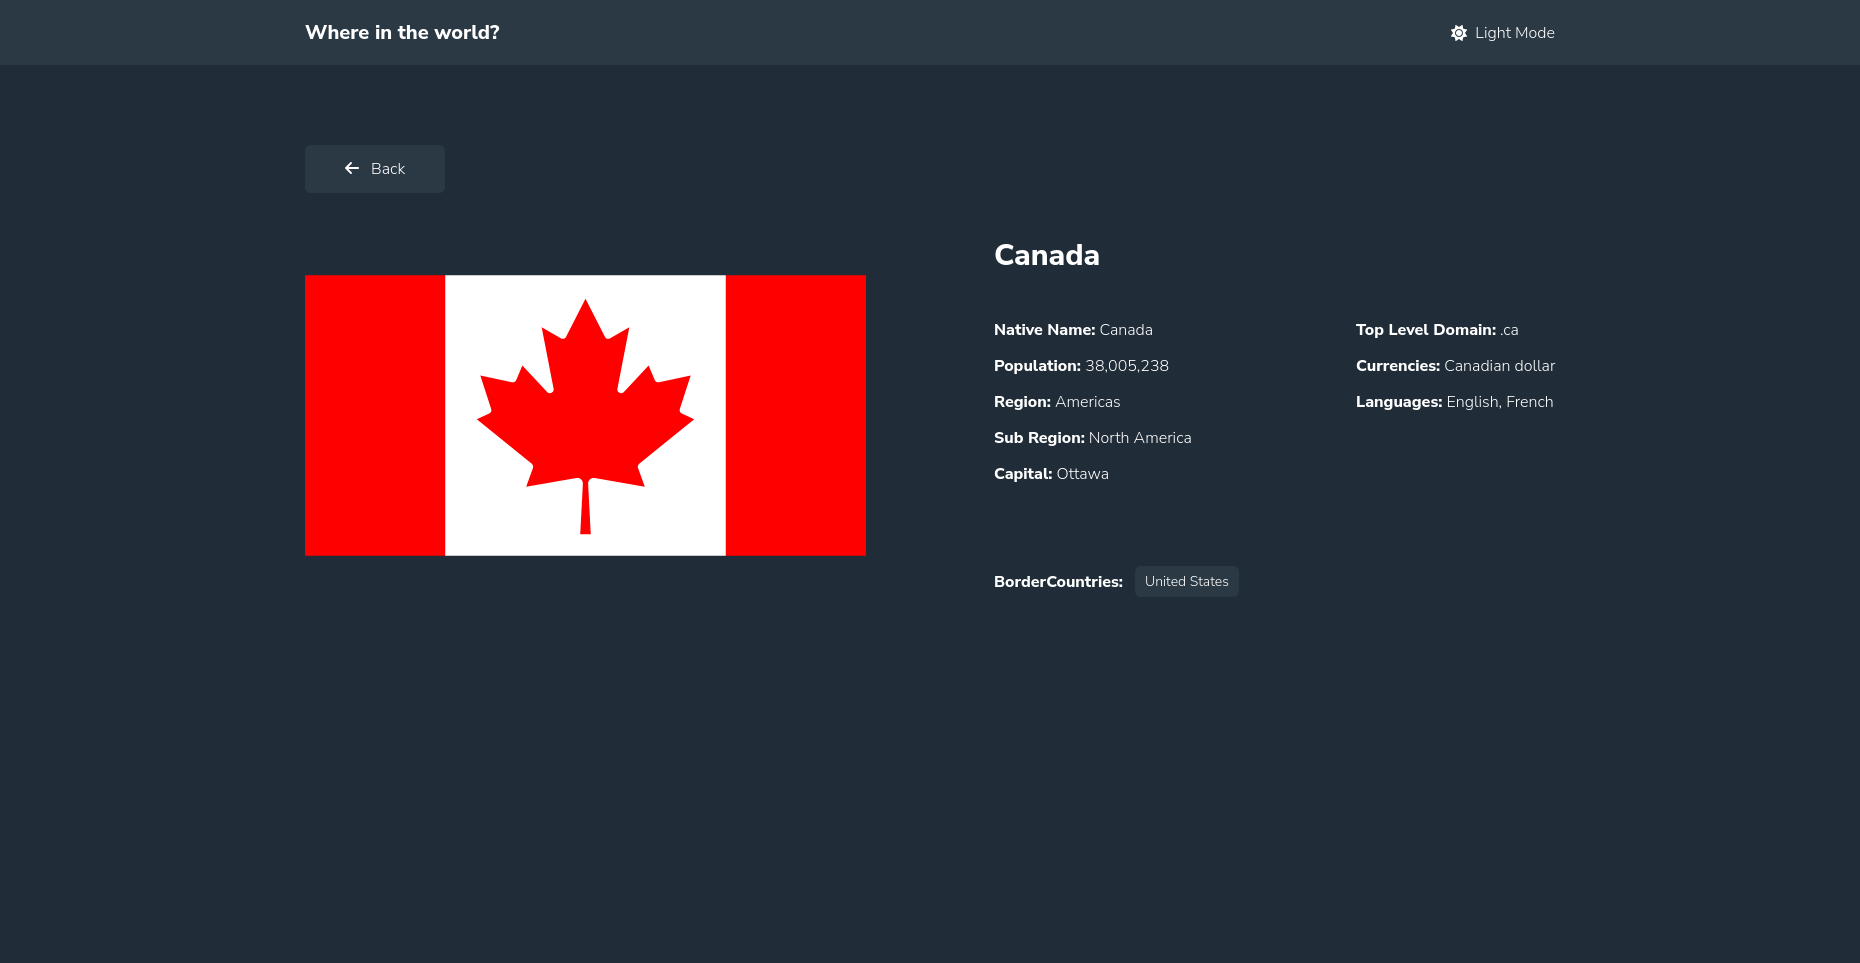 Where in the world?
Light Mode
Back
Canada
Native Name: Canada
Population: 38,005,238
Region: Americas
Sub Region: North America
Capital: Ottawa
Top Level Domain: .ca
Currencies: Canadian dollar
Languages: English, French
BorderCountries: United States